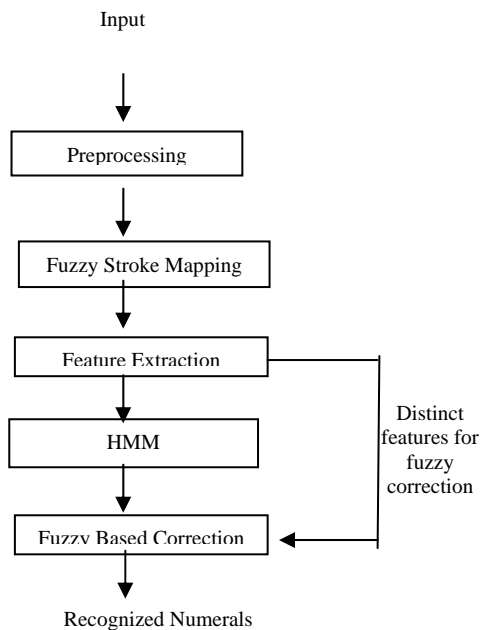 Input
Preprocessing
Fuzzy Stroke Mapping
Feature Extraction
HMM
Distinct
features for
fuzzy
correction
Fuzzy Based Correction
Recognized Numerals